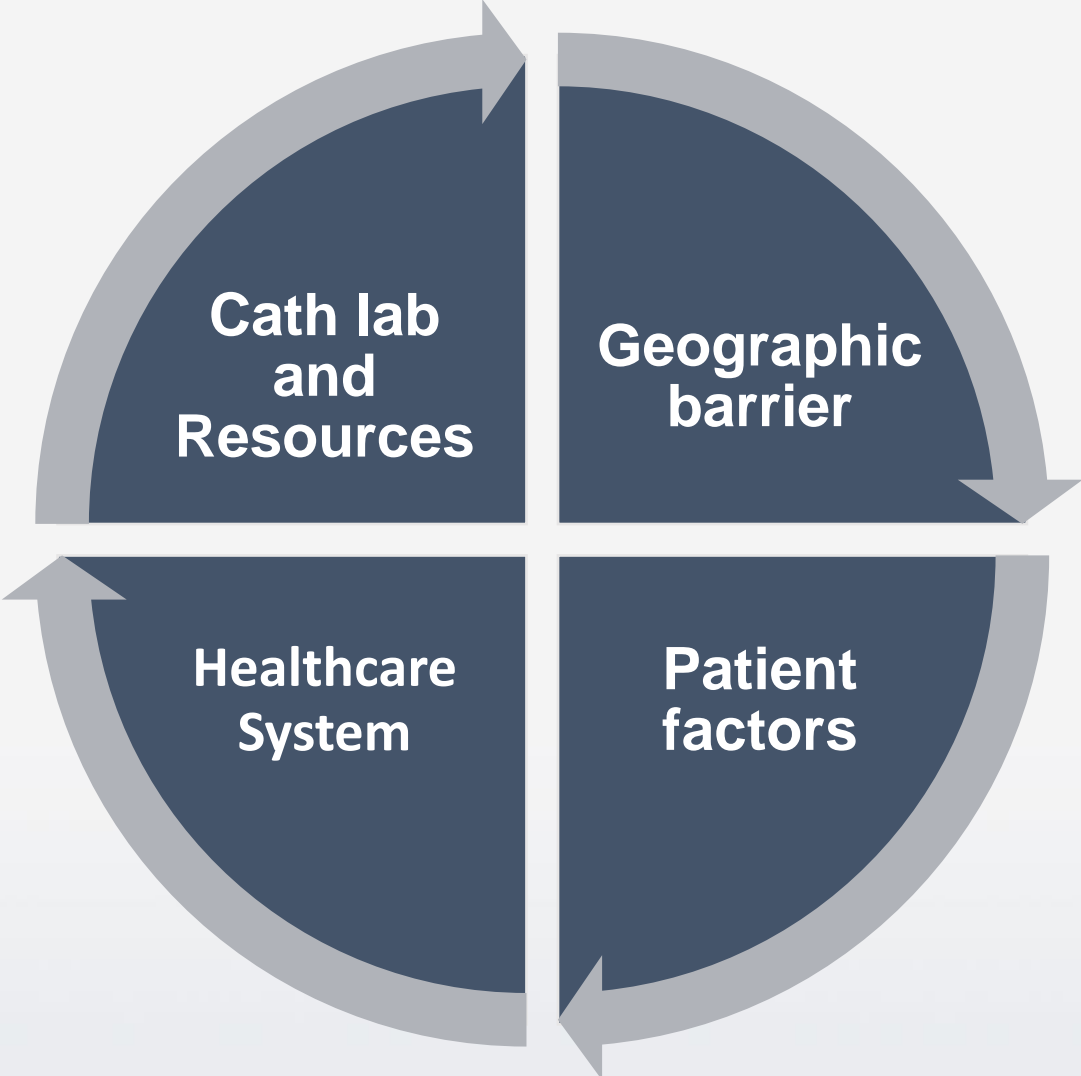 Cath lab
and
Resources
Geographic
barrier
Healthcare
System
Patient
factors